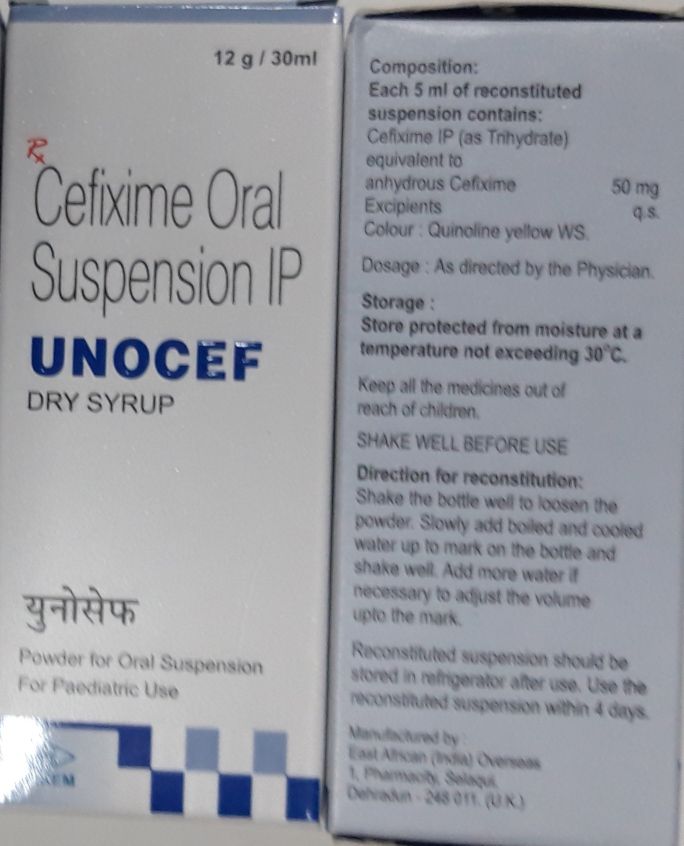 12 g / 30ml
Rx
Cefixime Oral
Suspension IP
UNOCEF
DRY SYRUP
युनोसेफ
Powder for Oral Suspension
For Paediatric Use
Composition:
Each 5 ml of reconstituted
suspension contains:
Cefixime IP (as Trihydrate)
equivalent to
anhydrous Cefixime 50 mg
Excipients q.s.
Colour : Quinoline yellow WS.
Dosage : As directed by the Physician.
Storage :
Store protected from moisture at a
temperature not exceeding 30°C.
Keep all the medicines out of
reach of children.
SHAKE WELL BEFORE USE
Direction for reconstitution:
Shake the bottle well to loosen the
powder. Slowly add boiled and cooled
water up to mark on the bottle and
shake well. Add more water if
necessary to adjust the volume
upto the mark.
Reconstituted suspension should be
stored in refrigerator after use. Use the
reconstituted suspension within 4 days.
Manufactured by :
East African (India) Overseas
1, Pharmacity, Selaqui,
Dehradun - 248 011. (U.K.)